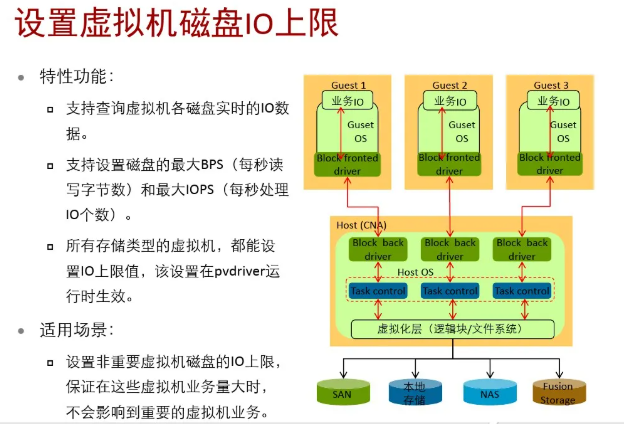 设置虚拟机磁盘IO上限
特性功能：
支持查询虚拟机各磁盘实时的IO数
据。
支持设置磁盘的最大BPS（每秒读
写字节数）和最大IOPS（每秒处理
IO个数）。
所有存储类型的虚拟机，都能设
置IO上限值，该设置在pvdriver运
行时生效。
适用场景：
设置非重要虚拟机磁盘的IO上限，
保证在这些虚拟机业务量大时，
不会影响到重要的虚拟机业务。
Guest 1
业务IO
Guset
OS
Block fronted
driver
Guest 2
业务IO
Guset
OS
Block fronted
driver
Guest 3
业务IO
Guset
OS
Block fronted
driver
Host (CNA)
Block back
driver
Block back
driver
Block back
driver
Host OS
Task control
Task control
Task control
虚拟化层（逻辑块/文件系统）
SAN
本地
存储
NAS
Fusion
Storage